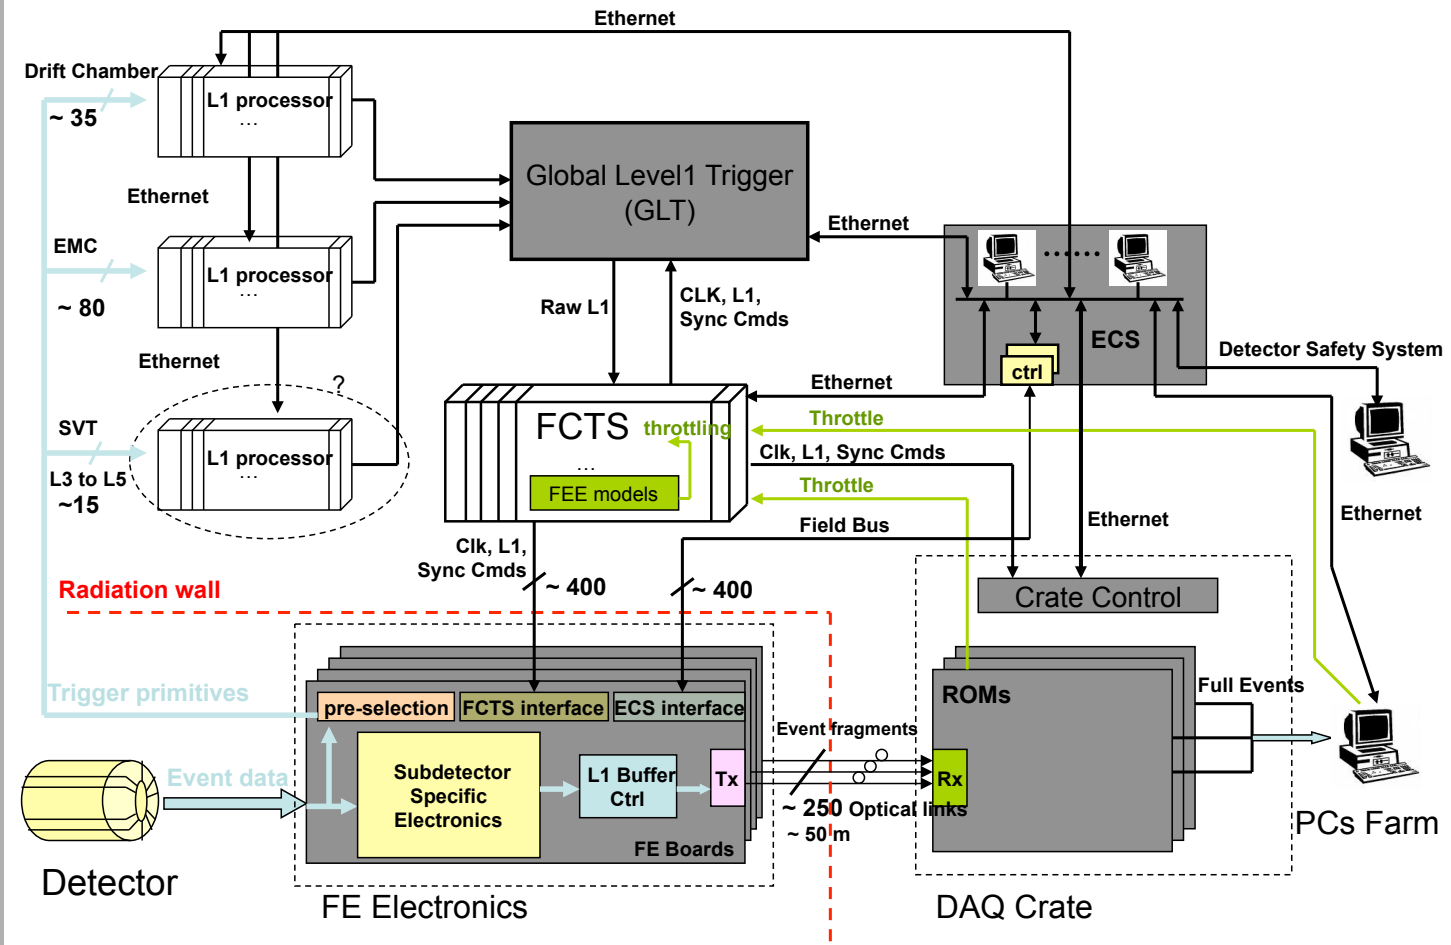 Ethernet
Drift Chamber
L1 processor
...
~ 35
Ethernet
Global Level1 Trigger
(GLT)
Ethernet
EMC
L1 processor
...
~ 80
Raw L1
CLK, L1,
Sync Cmds
ECS
ctrl
Detector Safety System
Ethernet
?
Ethernet
SVT
L1 processor
L3 to L5
~15
FCTS
throttling
...
FEE models
Throttle
Clk, L1, Sync Cmds
Throttle
Field Bus
Ethernet
Ethernet
Clk, L1,
Sync Cmds
~ 400
~ 400
Radiation wall
Crate Control
Trigger primitives
pre-selection
FCTS interface
ECS interface
ROMs
Full Events
Event fragments
Event data
Subdetector
Specific
Electronics
L1 Buffer
Ctrl
Tx
Rx
~ 250 Optical links
~ 50 m
FE Boards
PCs Farm
Detector
FE Electronics
DAQ Crate